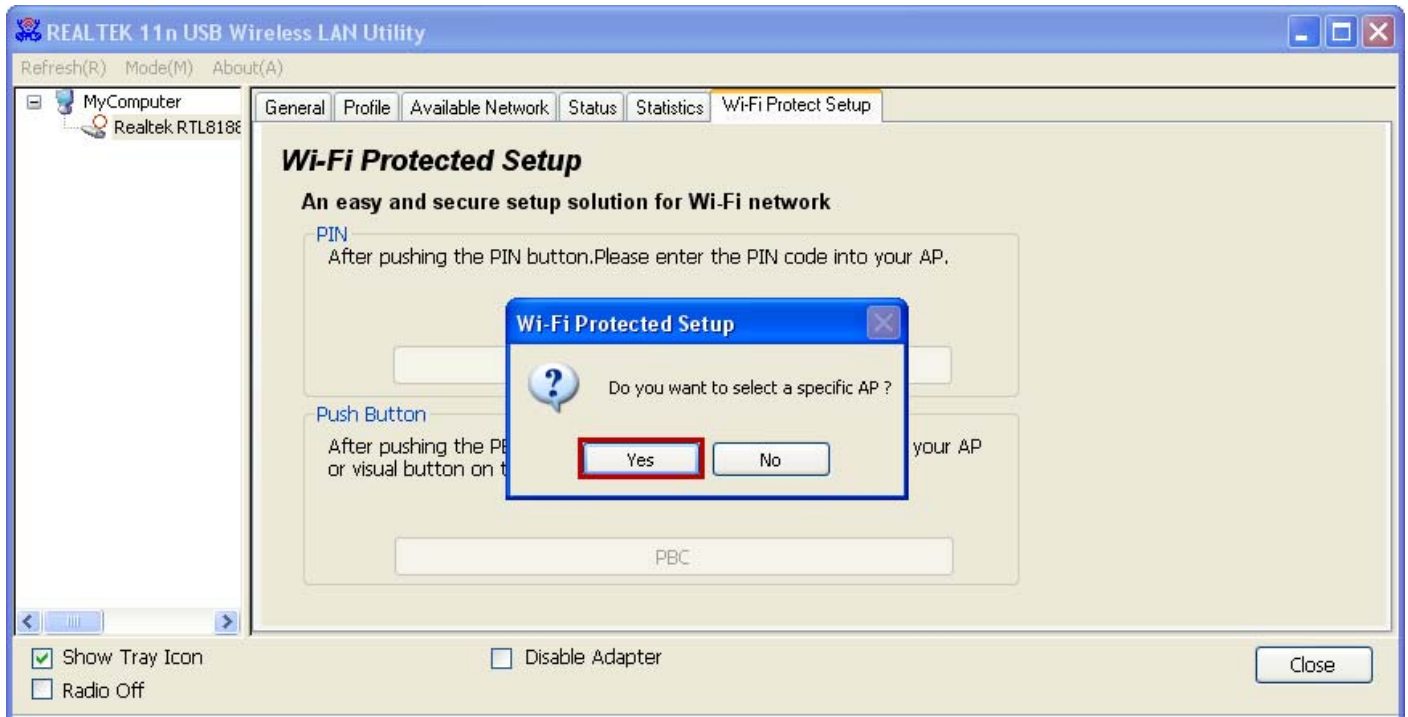 REALTEK 11n USB Wireless LAN Utility
Refresh(R) Mode(M) About(A)
MyComputer
Realtek RTL8188
General Profile Available Network Status Statistics Wi-Fi Protect Setup
Wi-Fi Protected Setup
An easy and secure setup solution for Wi-Fi network
PIN
After pushing the PIN button.Please enter the PIN code into your AP.
Wi-Fi Protected Setup
Do you want to select a specific AP ?
Yes No
Push Button
After pushing the your AP
or visual button on
PBC
Show Tray Icon
Radio Off
Disable Adapter
Close